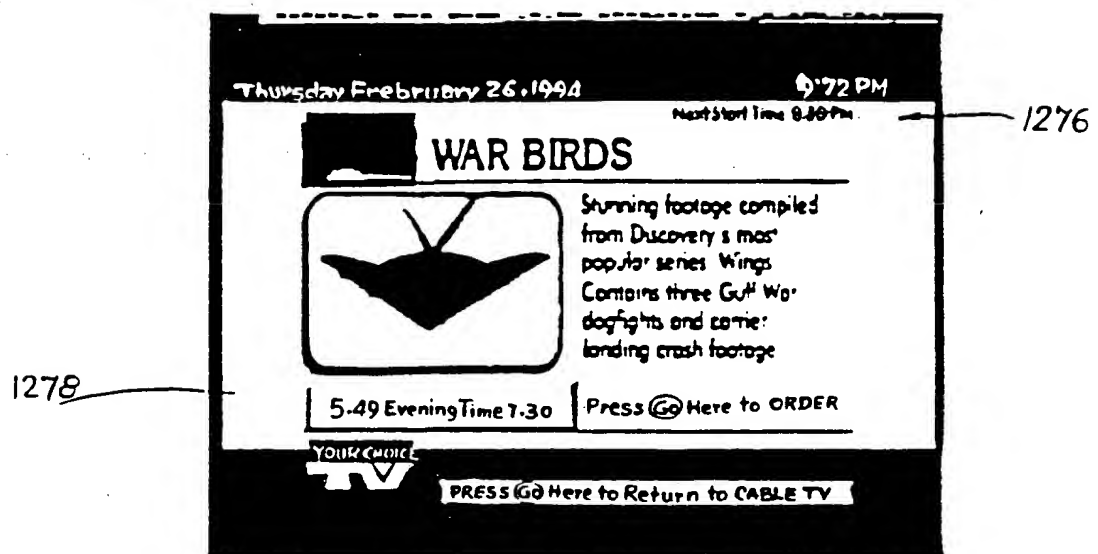 Thursday Frebruary 26.1994 9:72 PM
Next Start Time 8.30 PM
1276
WAR BIRDS
Stunning footage compiled
from Discovery s most
popular series Wings
Contains three Gulf War
dogfights and carrier
landing crash footage
1278
5.49 Evening Time 7.30
Press Go Here to ORDER
YOUR CHOICE
TV
PRESS Go Here to Return to CABLE TV